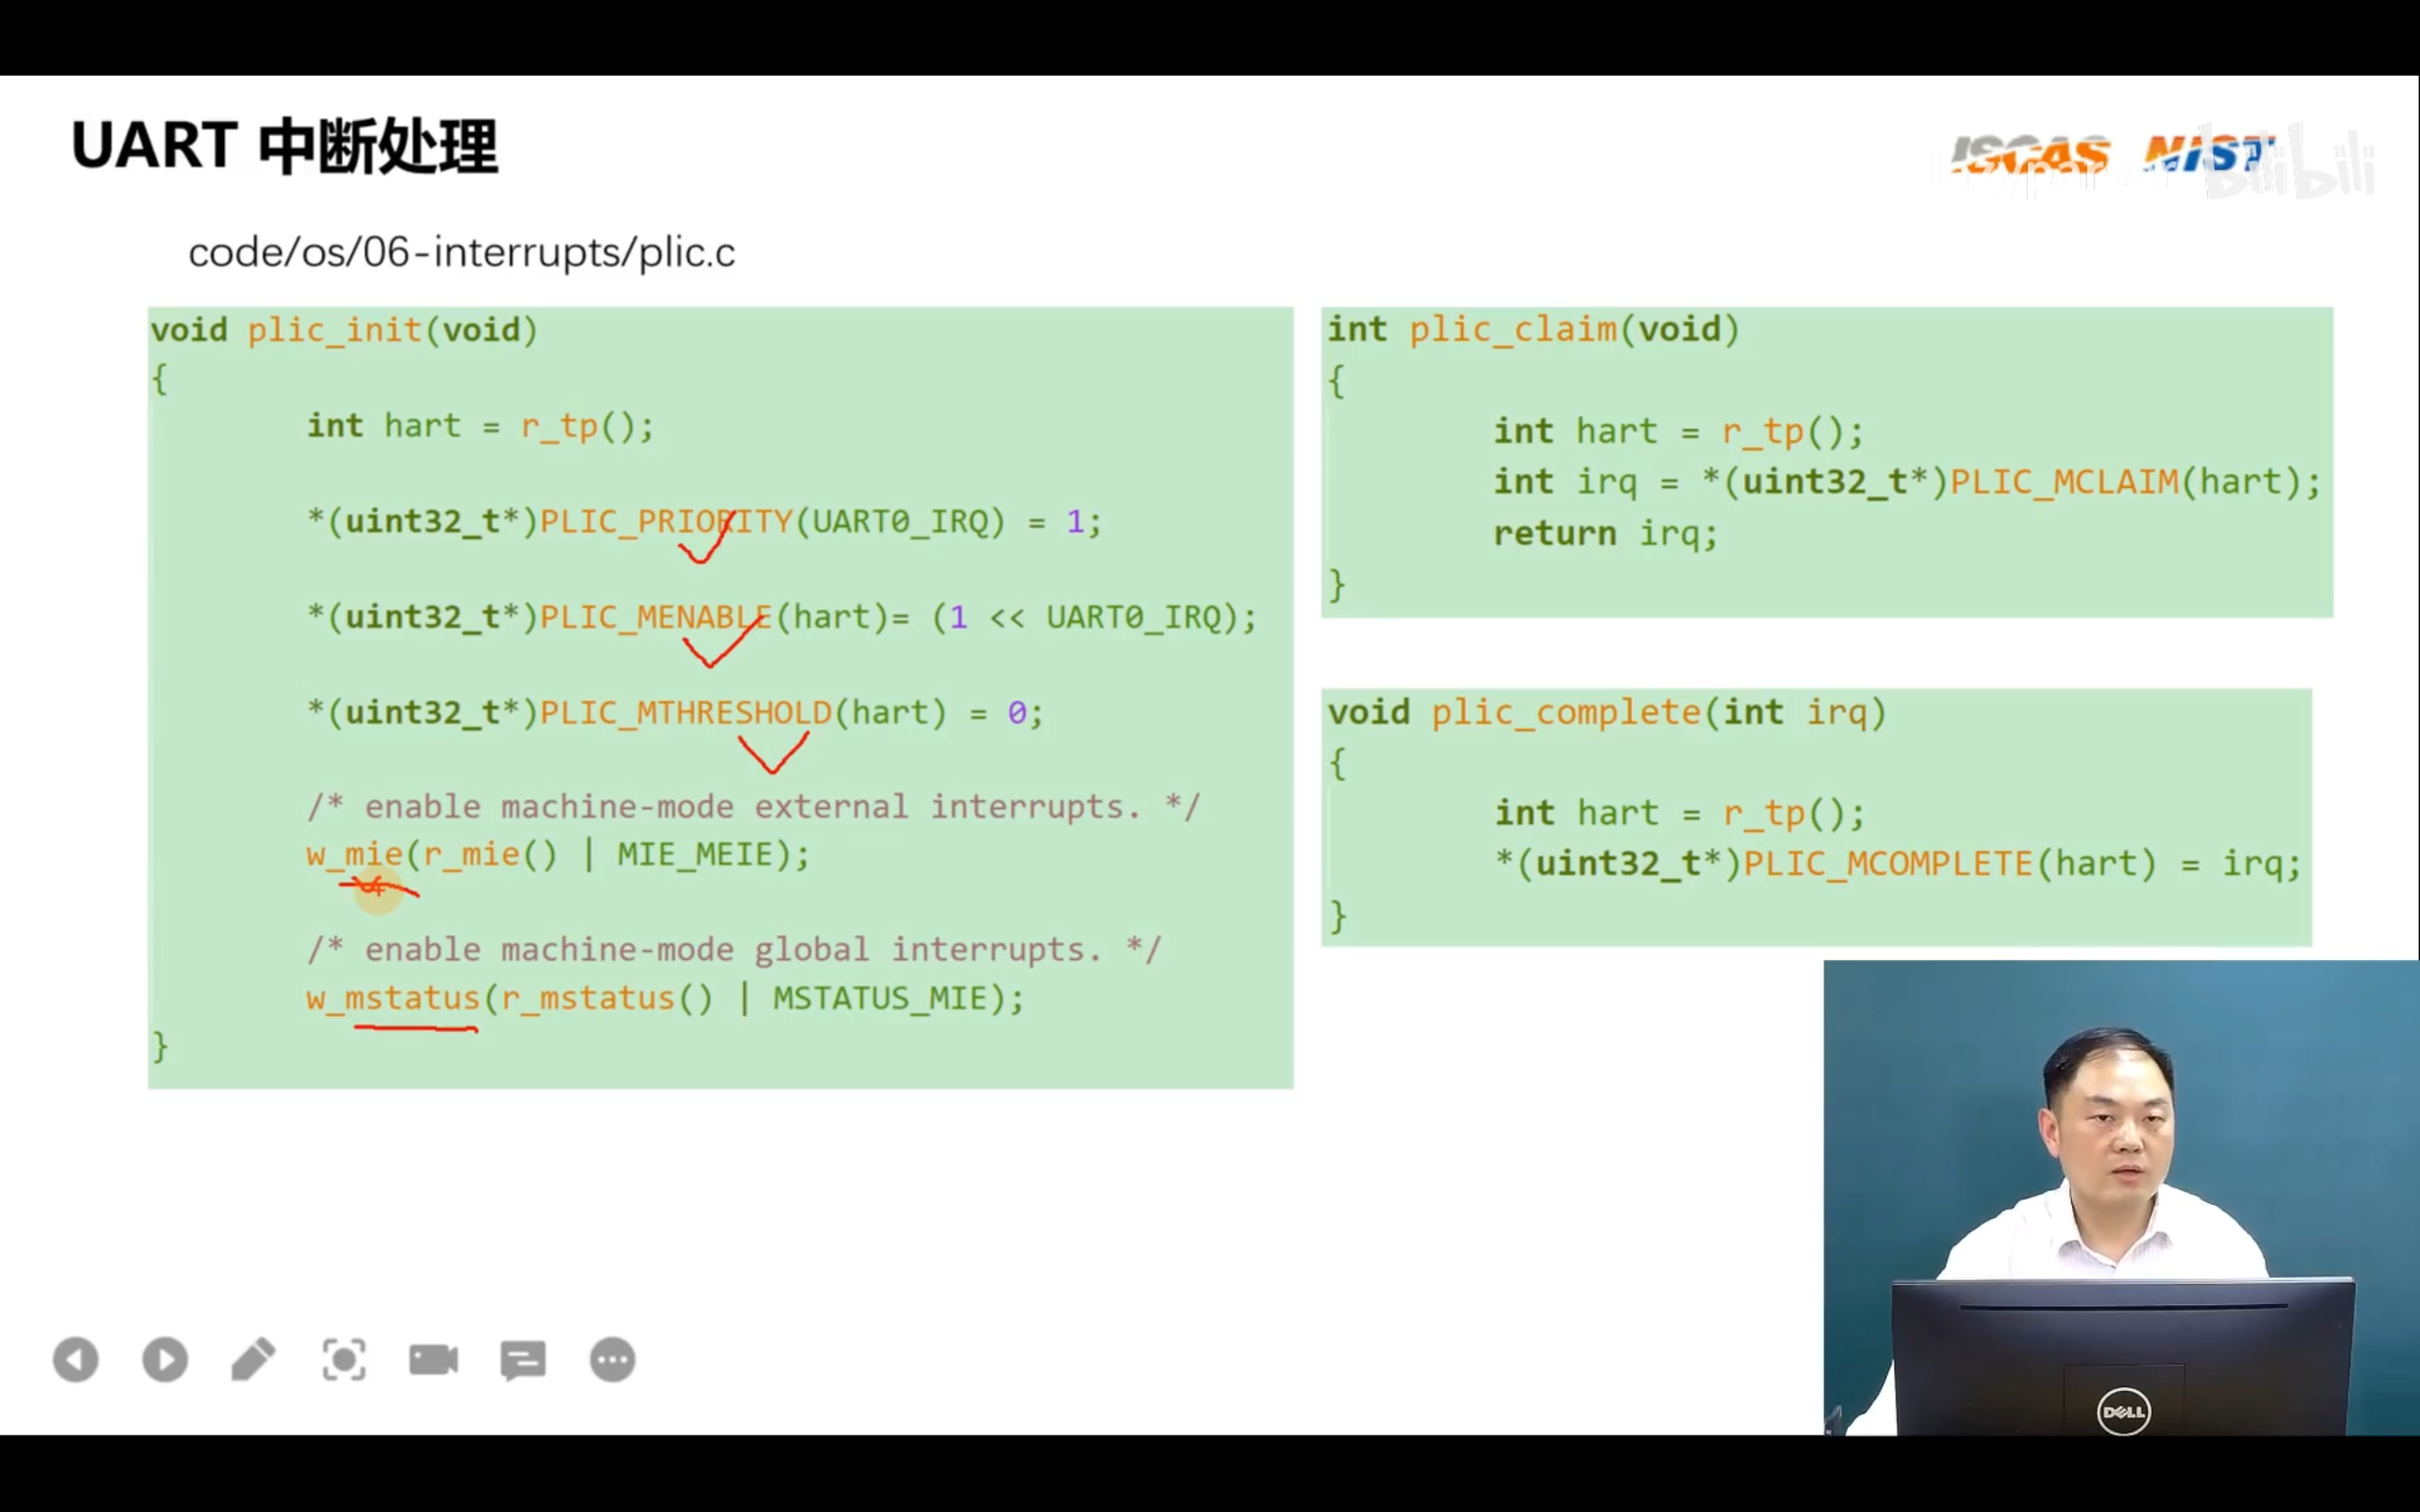 UART 中断处理
ISCAS NIST
bilibili
code/os/06-interrupts/plic.c
void plic_init(void)
{
int hart = r_tp();
*(uint32_t*)PLIC_PRIORITY(UART0_IRQ) = 1;
*(uint32_t*)PLIC_MENABLE(hart)= (1 << UART0_IRQ);
*(uint32_t*)PLIC_MTHRESHOLD(hart) = 0;
/* enable machine-mode external interrupts. */
w_mie(r_mie() | MIE_MEIE);
/* enable machine-mode global interrupts. */
w_mstatus(r_mstatus() | MSTATUS_MIE);
}
int plic_claim(void)
{
int hart = r_tp();
int irq = *(uint32_t*)PLIC_MCLAIM(hart);
return irq;
}
void plic_complete(int irq)
{
int hart = r_tp();
*(uint32_t*)PLIC_MCOMPLETE(hart) = irq;
}
DELL